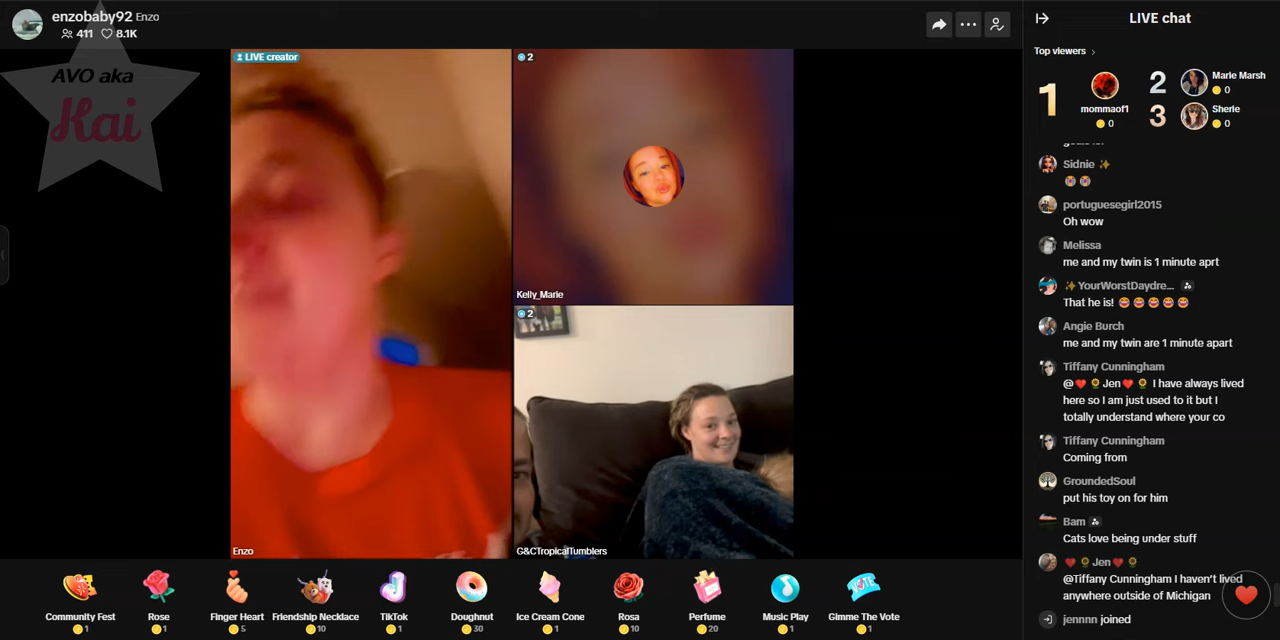 enzobaby92 Enzo
411 8.1K
AVO aka
Kai
LIVE creator
2
Kelly_Marie
2
Enzo
G&CTropicalTumblers
Community Fest
1
Rose
1
Finger Heart
5
Friendship Necklace
10
TikTok
1
Doughnut
30
Ice Cream Cone
1
Rosa
10
Perfume
20
Music Play
1
Gimme The Vote
1
LIVE chat
Top viewers
1
mommaof1
0
2
Marie Marsh
0
3
Sherie
0
Sidnie
portuguesegirl2015
Oh wow
Melissa
me and my twin is 1 minute aprt
YourWorstDaydre...
That he is!
Angie Burch
me and my twin are 1 minute apart
Tiffany Cunningham
@❤️🌻Jen❤️🌻 I have always lived
here so I am just used to it but I
totally understand where your co
Tiffany Cunningham
Coming from
GroundedSoul
put his toy on for him
Bam
Cats love being under stuff
❤️🌻Jen❤️🌻
@Tiffany Cunningham I haven't lived
anywhere outside of Michigan
jennnn joined